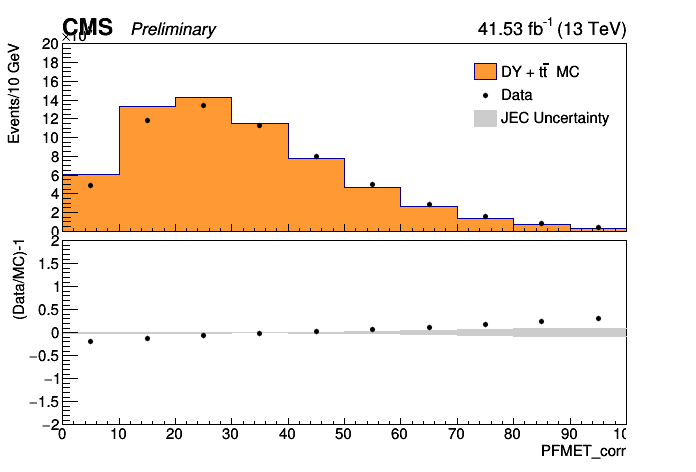 CMS Preliminary 41.53 fb⁻¹ (13 TeV)
20
18
16
14
12
10
8
6
4
2
0
Events/10 GeV
DY + tt̄ MC
Data
JEC Uncertainty
2
1.5
1
0.5
0
−0.5
−1
−1.5
−2
(Data/MC)-1
0 10 20 30 40 50 60 70 80 90
PFMET_corr